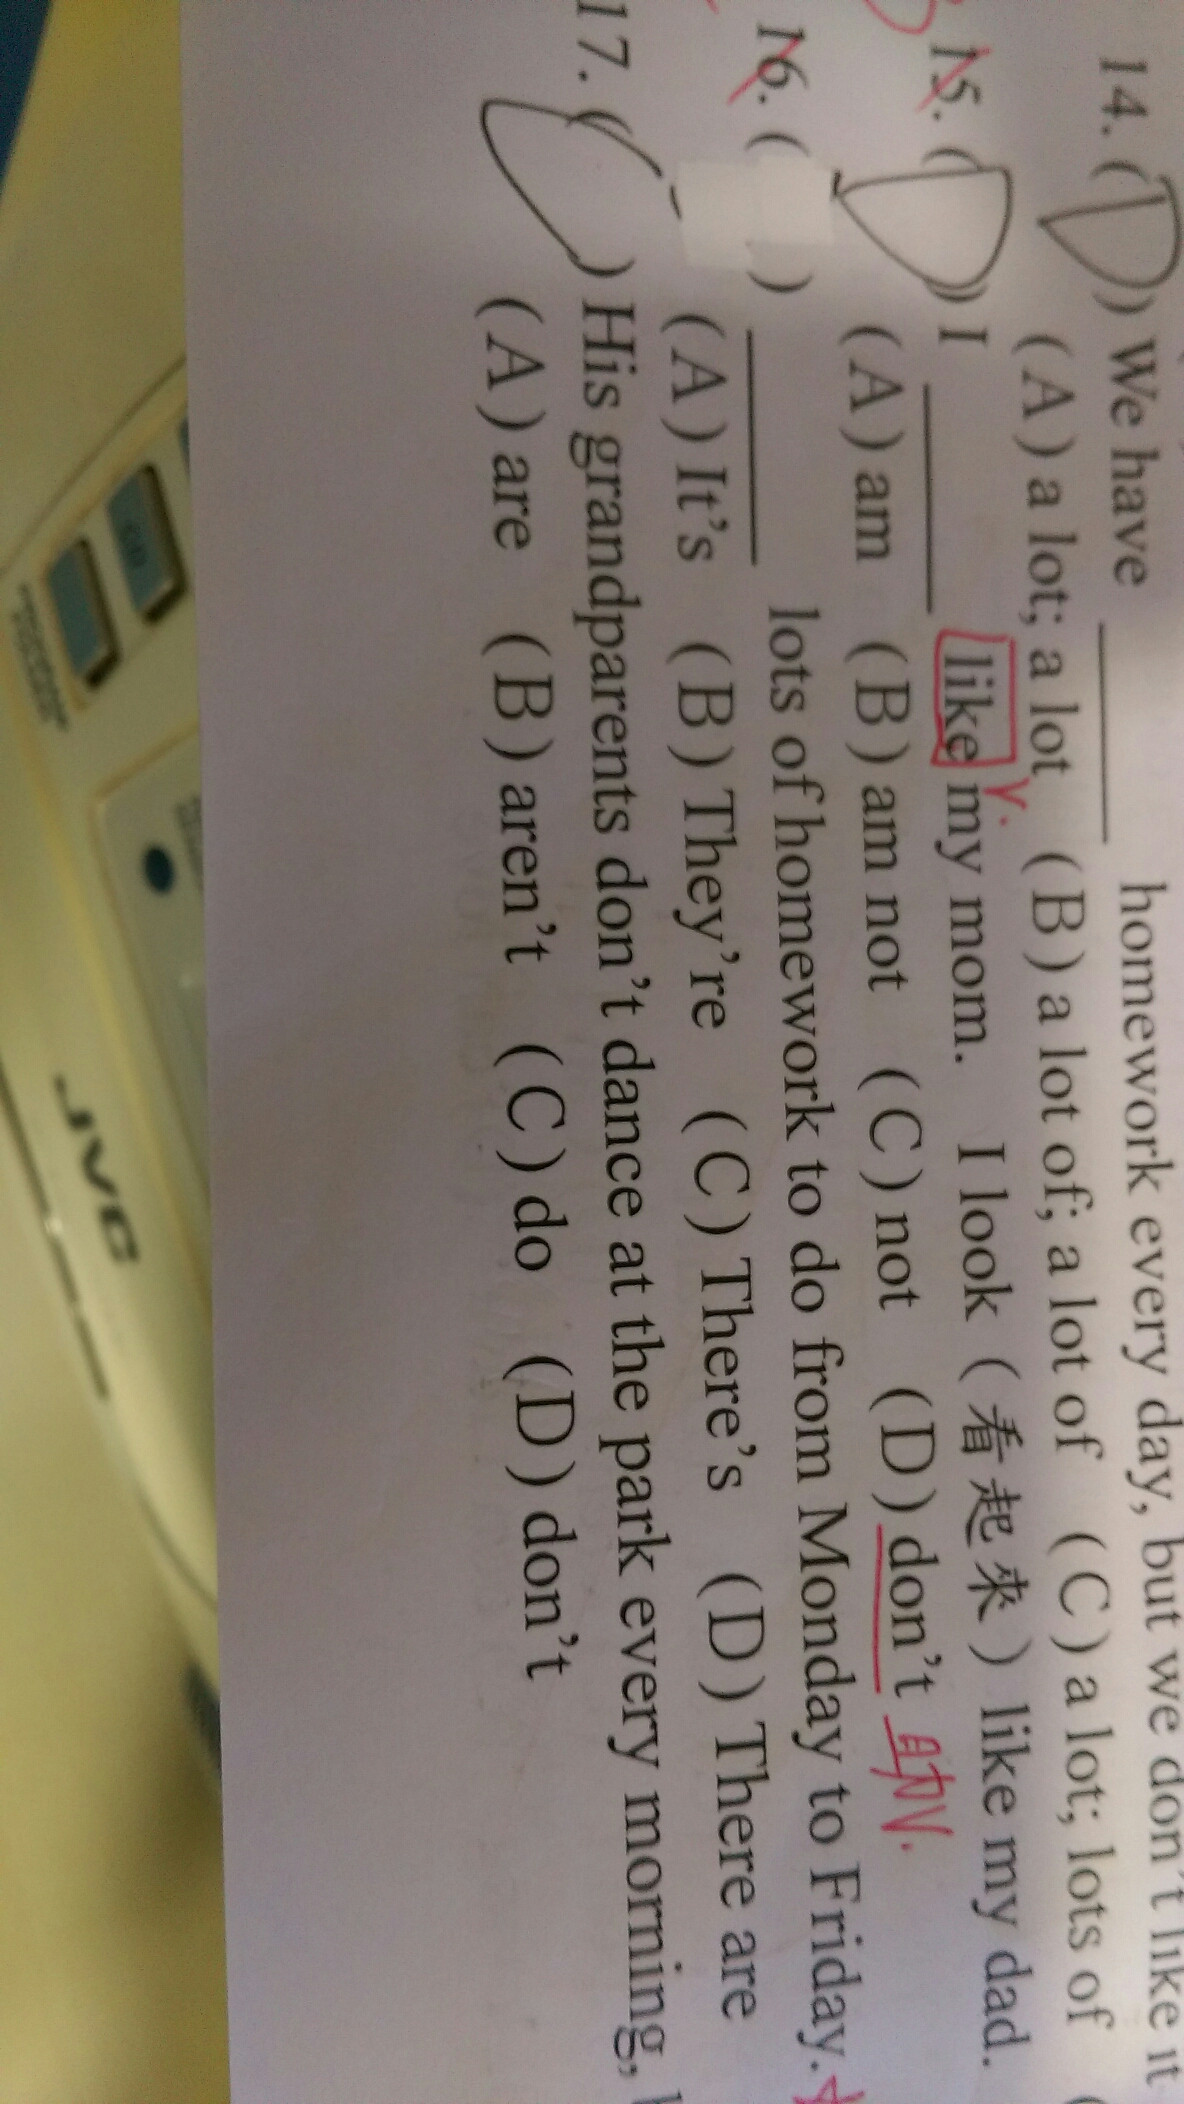 14. (D) We have ______ homework every day, but we don't like it
(A) a lot; a lot (B) a lot of; a lot of (C) a lot; lots of (
15. (D) I ______ like my mom. I look (看起來) like my dad.
v.
(A) am (B) am not (C) not (D) don't
16. ( ) ______ lots of homework to do from Monday to Friday.
(A) It's (B) They're (C) There's (D) There are
17. ( ) His grandparents don't dance at the park every morning,
(A) are (B) aren't (C) do (D) don't
JVC